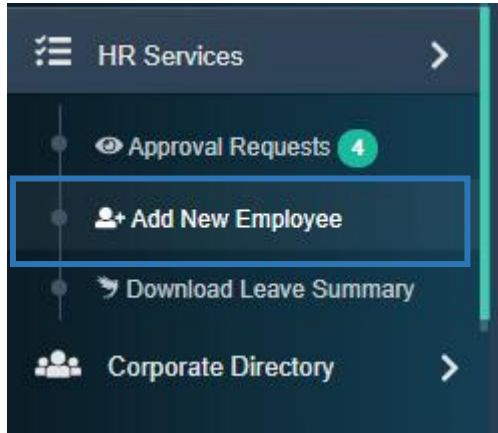 HR Services
Approval Requests 4
Add New Employee
Download Leave Summary
Corporate Directory